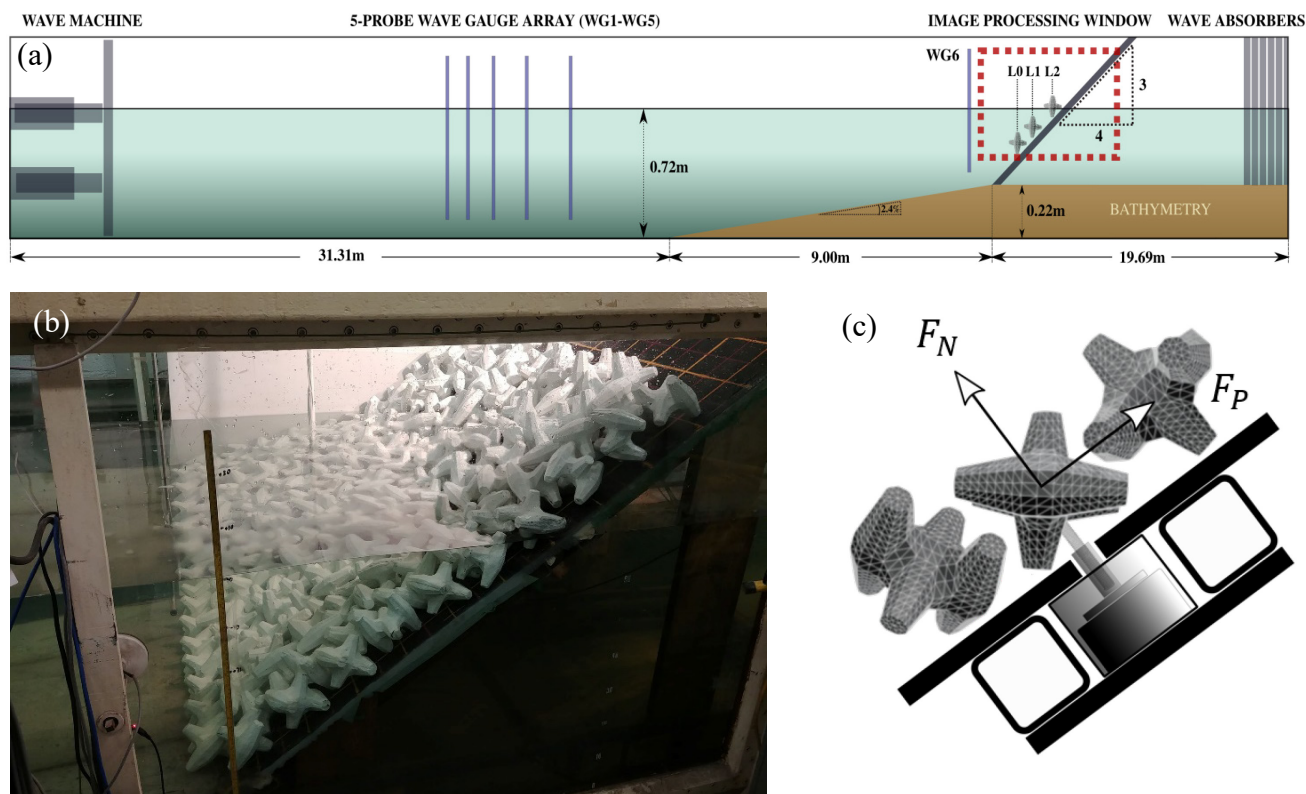 WAVE MACHINE
5-PROBE WAVE GAUGE ARRAY (WG1-WG5)
IMAGE PROCESSING WINDOW
WAVE ABSORBERS
(a)
WG6
L0
L1
L2
3
4
0.72m
2.4%
0.22m
BATHYMETRY
31.31m
9.00m
19.69m
(b)
(c)
F_N
F_P